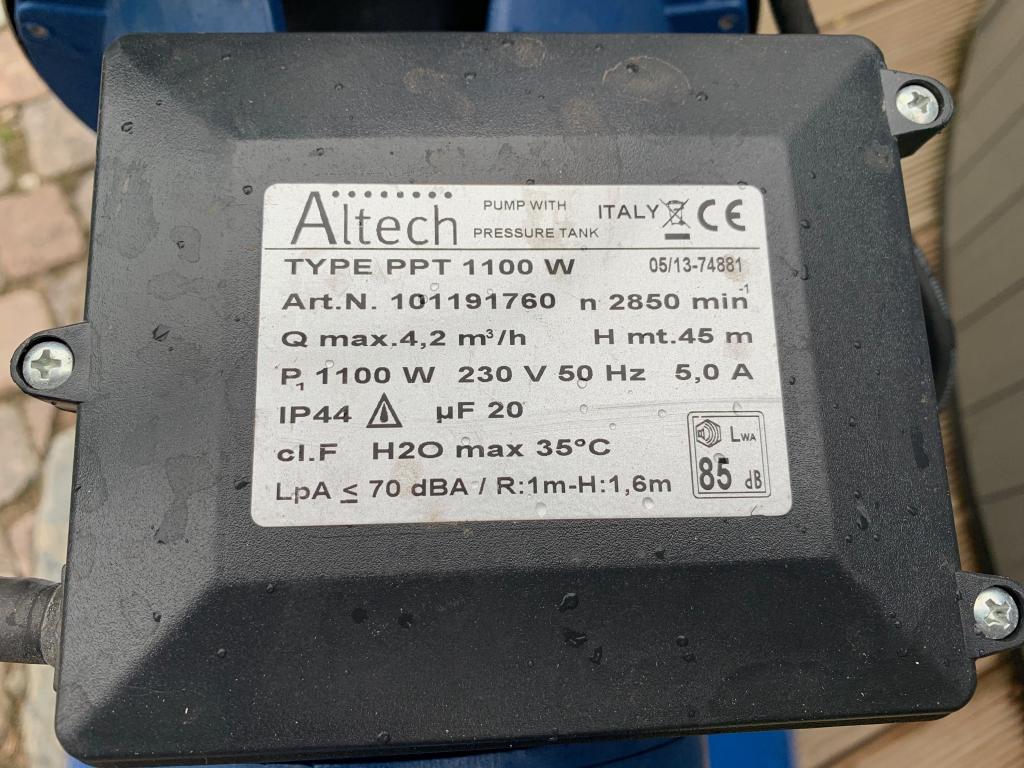 Altech PUMP WITH PRESSURE TANK ITALY CE
TYPE PPT 1100 W 05/13-74881
Art.N. 101191760 n 2850 min⁻¹
Q max.4,2 m³/h H mt.45 m
P₁ 1100 W 230 V 50 Hz 5,0 A
IP44 µF 20
cl.F H2O max 35°C
LpA ≤ 70 dBA / R:1m-H:1,6m
LWA
85 dB